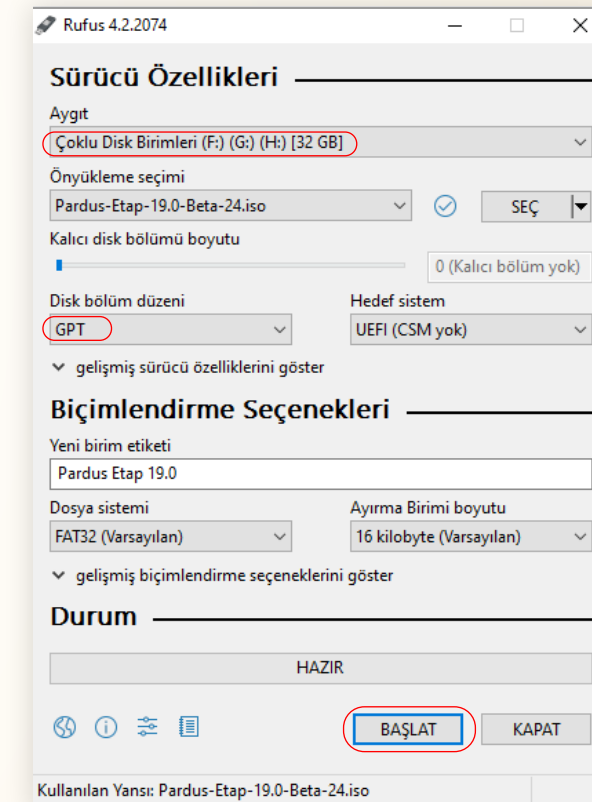 Rufus 4.2.2074
Sürücü Özellikleri
Aygıt
Çoklu Disk Birimleri (F:) (G:) (H:) [32 GB]
Önyükleme seçimi
Pardus-Etap-19.0-Beta-24.iso
SEÇ
Kalıcı disk bölümü boyutu
0 (Kalıcı bölüm yok)
Disk bölüm düzeni Hedef sistem
GPT UEFI (CSM yok)
gelişmiş sürücü özelliklerini göster
Biçimlendirme Seçenekleri
Yeni birim etiketi
Pardus Etap 19.0
Dosya sistemi Ayırma Birimi boyutu
FAT32 (Varsayılan) 16 kilobyte (Varsayılan)
gelişmiş biçimlendirme seçeneklerini göster
Durum
HAZIR
BAŞLAT KAPAT
Kullanılan Yansı: Pardus-Etap-19.0-Beta-24.iso